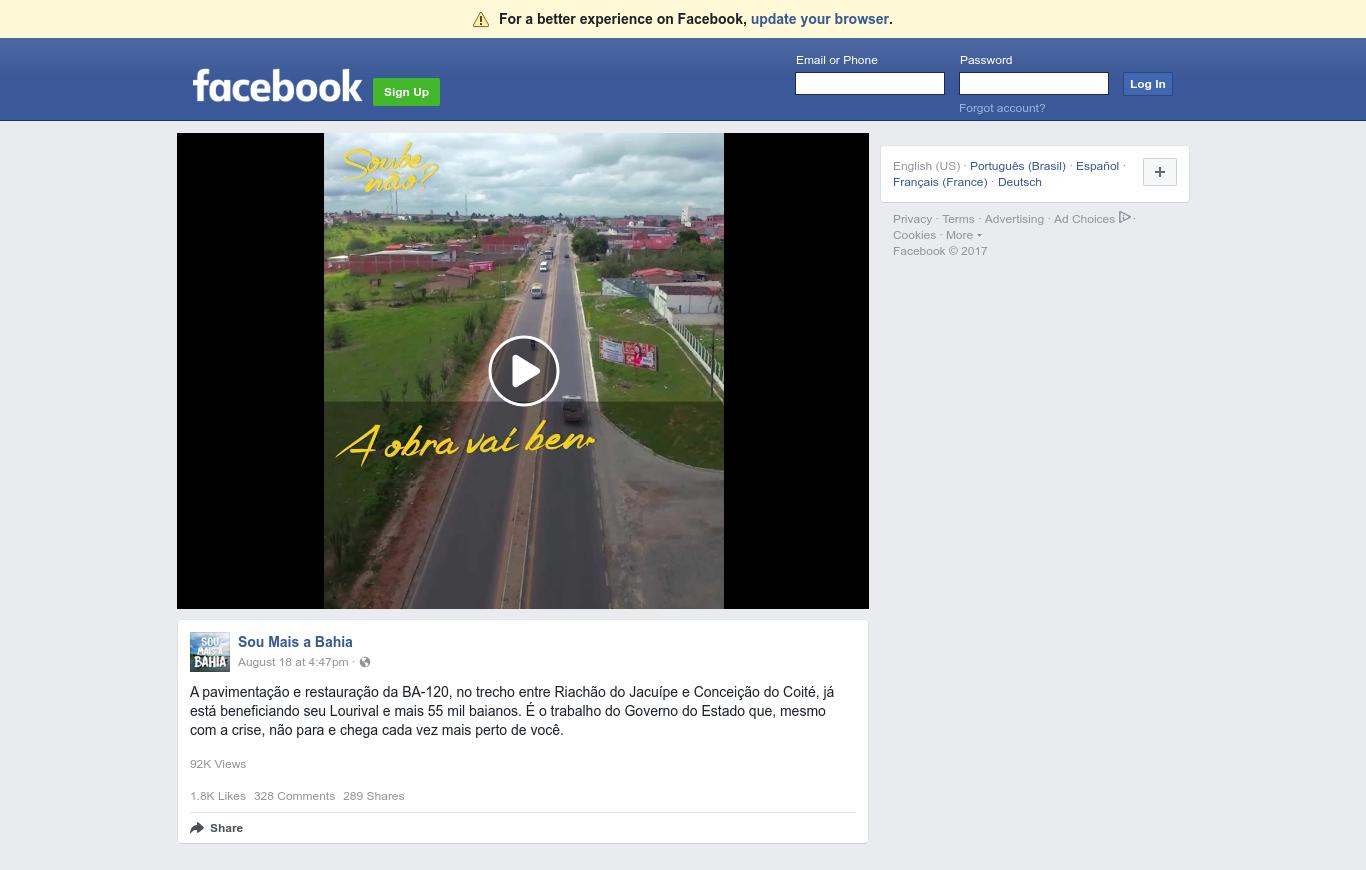 For a better experience on Facebook, update your browser.
facebook
Sign Up
Email or Phone
Password
Log In
Forgot account?
Soube
não?
A obra vai bem
English (US) · Português (Brasil) · Español ·
Français (France) · Deutsch
Privacy · Terms · Advertising · Ad Choices ·
Cookies · More
Facebook © 2017
SOU
MAIS A
BAHIA
Sou Mais a Bahia
August 18 at 4:47pm ·
A pavimentação e restauração da BA-120, no trecho entre Riachão do Jacuípe e Conceição do Coité, já
está beneficiando seu Lourival e mais 55 mil baianos. É o trabalho do Governo do Estado que, mesmo
com a crise, não para e chega cada vez mais perto de você.
92K Views
1.8K Likes 328 Comments 289 Shares
Share